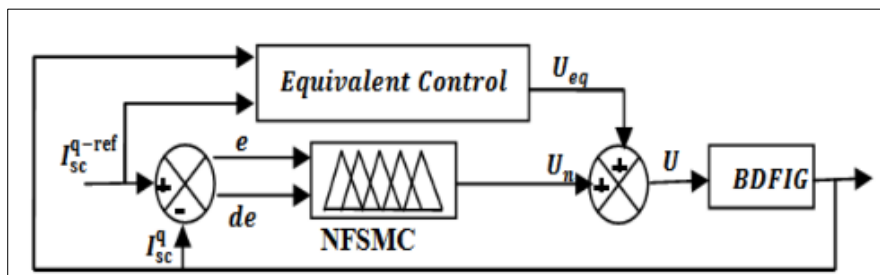 Equivalent Control
U_eq
I_sc^q-ref
e
de
+
-
I_sc^q
NFSMC
U_n
+
+
U
BDFIG